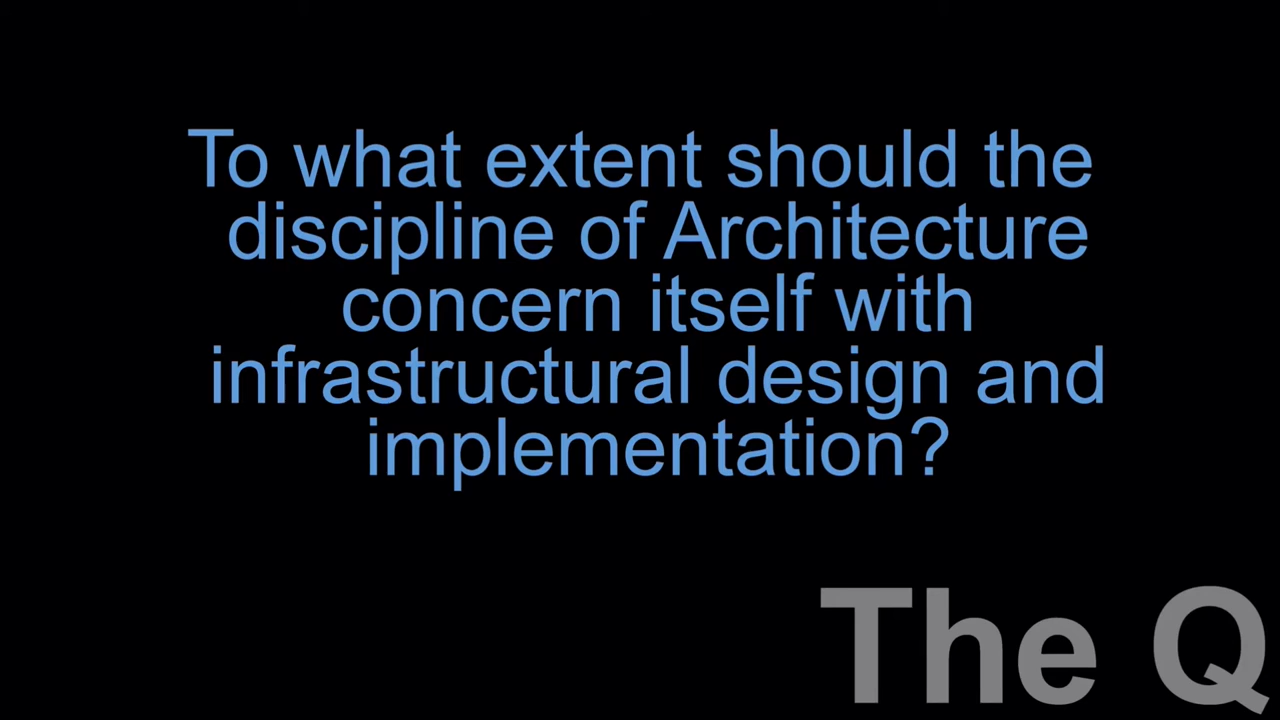 To what extent should the
discipline of Architecture
concern itself with
infrastructural design and
implementation?
The Q